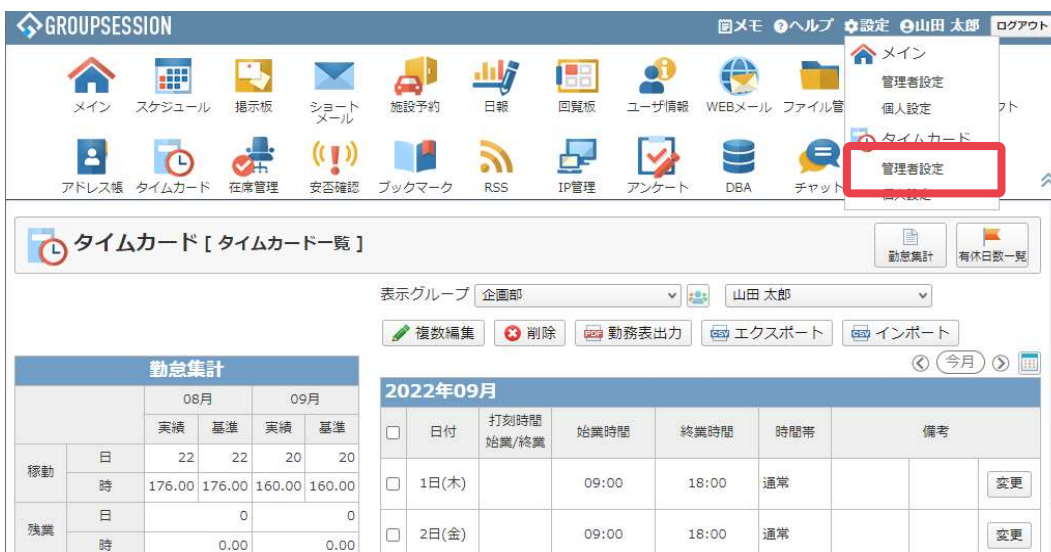 GROUPSESSION
メモ ヘルプ 設定 山田 太郎 ログアウト
メイン
管理者設定
個人設定
タイムカード
管理者設定
個人設定
メイン スケジュール 掲示板 ショートメール 施設予約 日報 回覧板 ユーザ情報 WEBメール ファイル管
アドレス帳 タイムカード 在席管理 安否確認 ブックマーク RSS IP管理 アンケート DBA チャット
タイムカード [ タイムカード一覧 ]
勤怠集計 有休日数一覧
表示グループ 企画部 山田 太郎
複数編集 削除 勤務表出力 エクスポート インポート
今月
勤怠集計
08月 09月
実績 基準 実績 基準
稼動 日 22 22 20 20
時 176.00 176.00 160.00 160.00
残業 日 0 0
時 0.00 0.00
2022年09月
日付 打刻時間 始業/終業 始業時間 終業時間 時間帯 備考
1日(木) 09:00 18:00 通常 変更
2日(金) 09:00 18:00 通常 変更